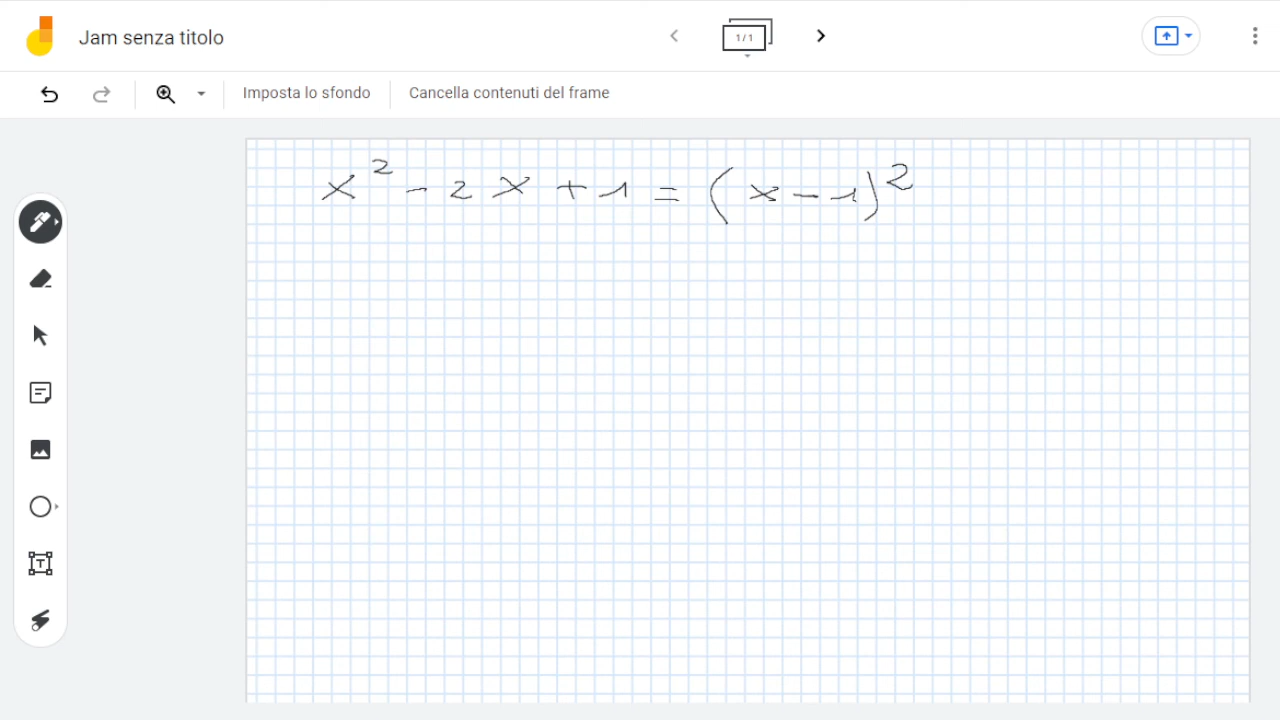 Jam senza titolo
1/1
Imposta lo sfondo
Cancella contenuti del frame
x² - 2x + 1 = (x - 1)²
T